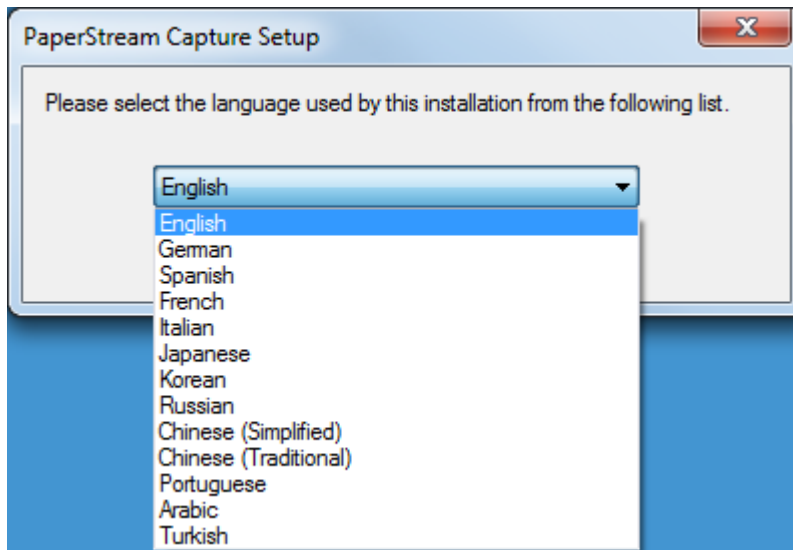 PaperStream Capture Setup
Please select the language used by this installation from the following list.
English
English
German
Spanish
French
Italian
Japanese
Korean
Russian
Chinese (Simplified)
Chinese (Traditional)
Portuguese
Arabic
Turkish